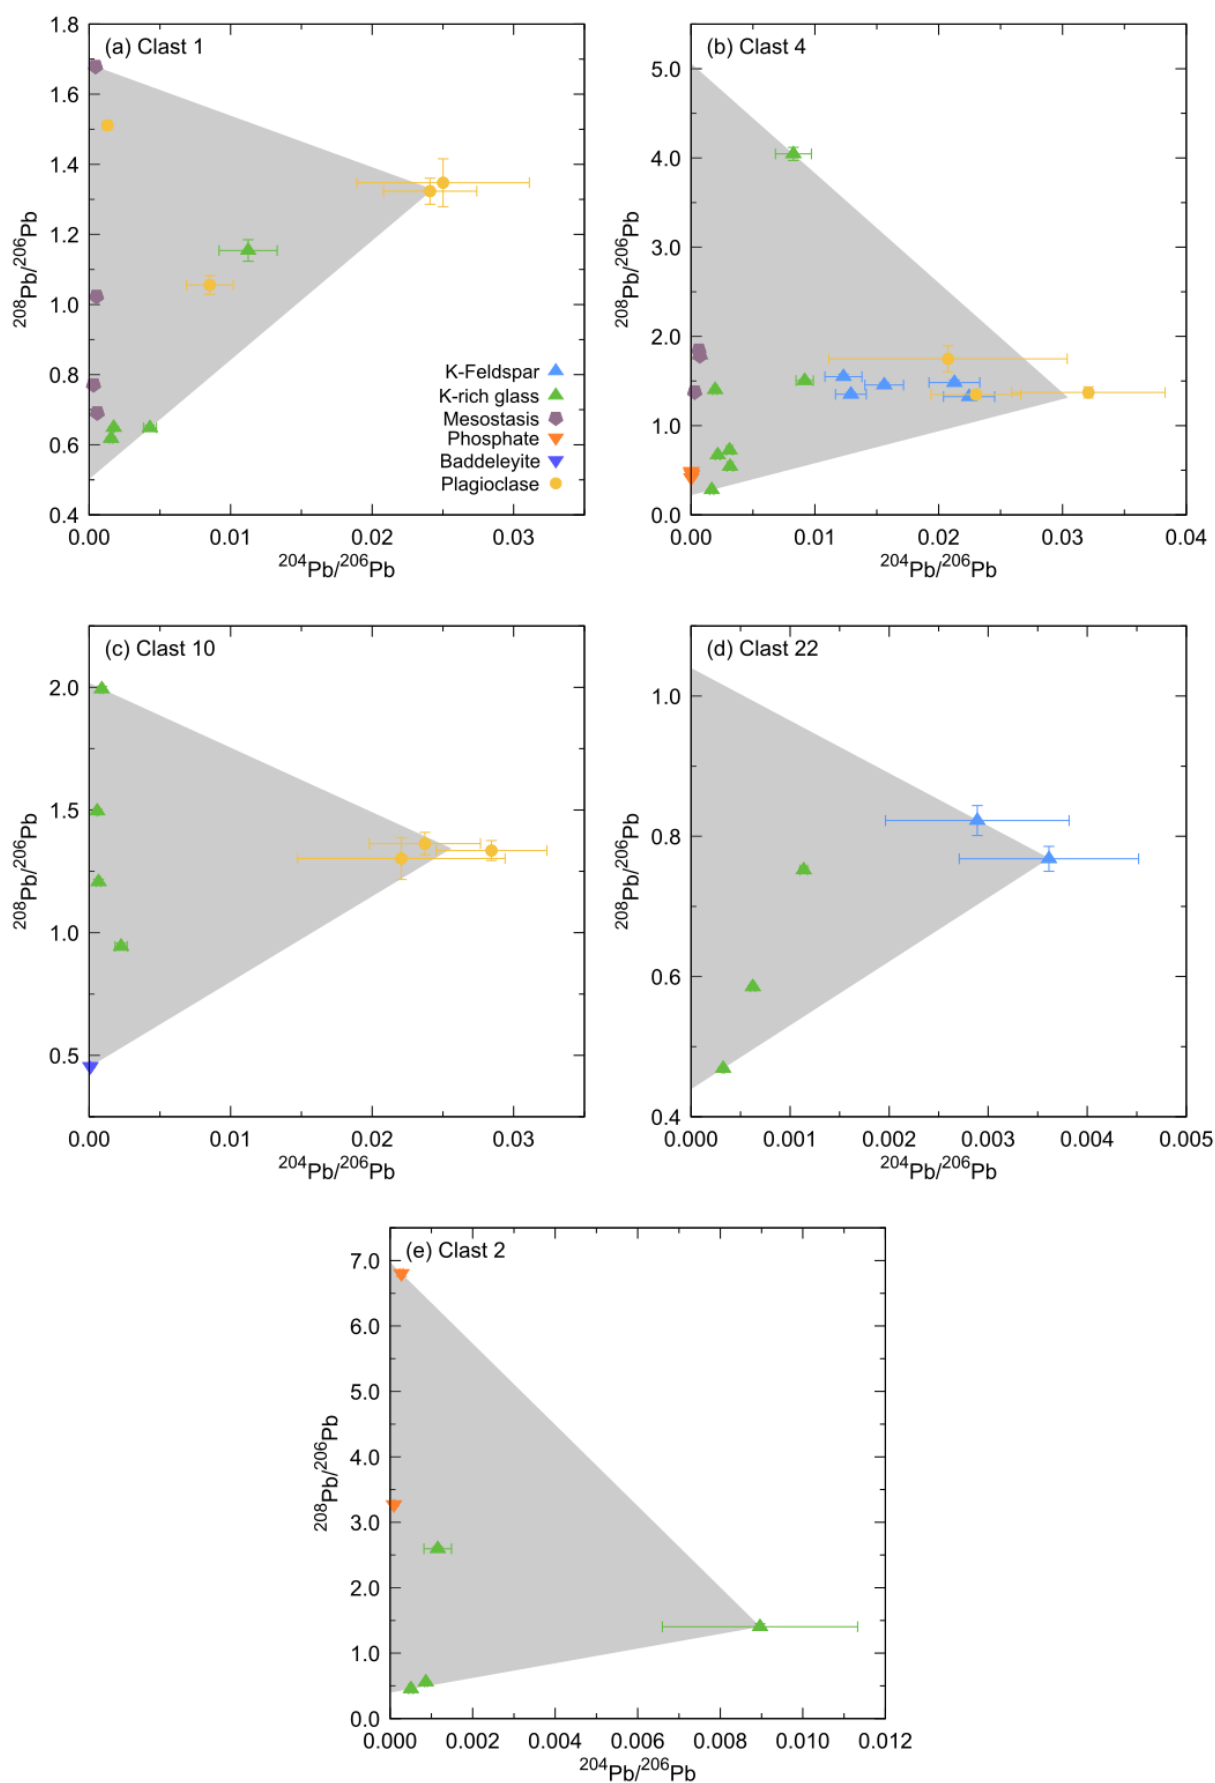 (a) Clast 1
1.8
1.6
1.4
1.2
1.0
0.8
0.6
0.4
208Pb/206Pb
0.00 0.01 0.02 0.03
204Pb/206Pb
K-Feldspar
K-rich glass
Mesostasis
Phosphate
Baddeleyite
Plagioclase
(b) Clast 4
5.0
4.0
3.0
2.0
1.0
0.0
208Pb/206Pb
0.00 0.01 0.02 0.03 0.04
204Pb/206Pb
(c) Clast 10
2.0
1.5
1.0
0.5
208Pb/206Pb
0.00 0.01 0.02 0.03
204Pb/206Pb
(d) Clast 22
1.0
0.8
0.6
0.4
208Pb/206Pb
0.000 0.001 0.002 0.003 0.004 0.005
204Pb/206Pb
(e) Clast 2
7.0
6.0
5.0
4.0
3.0
2.0
1.0
0.0
208Pb/206Pb
0.000 0.002 0.004 0.006 0.008 0.010 0.012
204Pb/206Pb